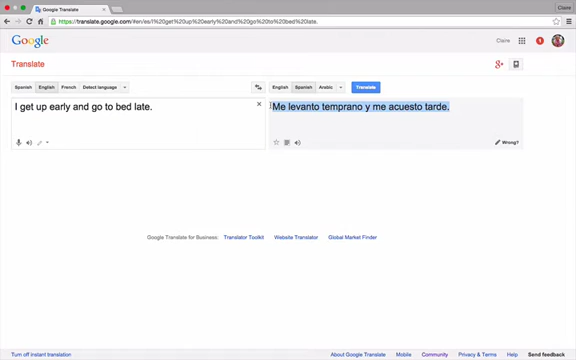 Google Translate
Claire
https://translate.google.com/#en/es/I%20get%20up%20early%20and%20go%20to%20bed%20late.
Google
Claire
1
Translate
Spanish English French Detect language
English Spanish Arabic Translate
I get up early and go to bed late.
Me levanto temprano y me acuesto tarde.
Wrong?
Google Translate for Business: Translator Toolkit Website Translator Global Market Finder
Turn off instant translation
About Google Translate Mobile Community Privacy & Terms Help Send feedback